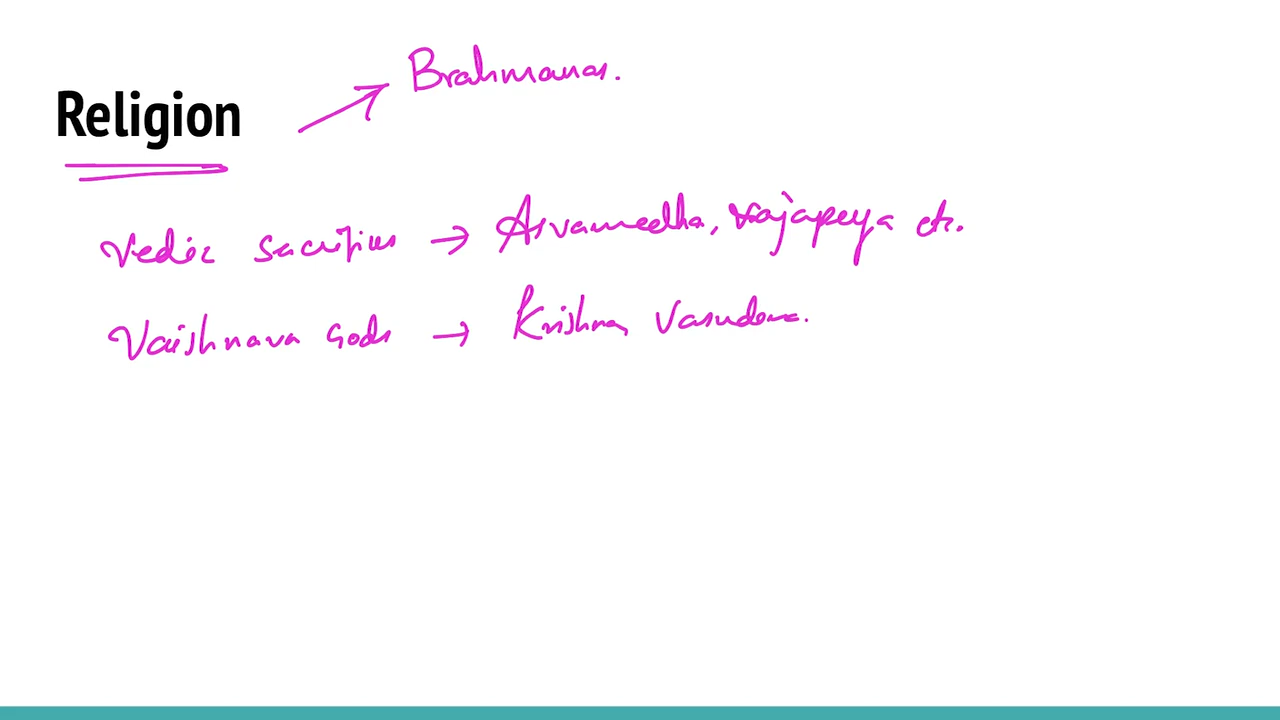 Brahmanas.
Religion
Vedic sacrifices → Asvamedha, Vajapeya etc.
Vaishnava Gods → Krishna, Vasudeva.